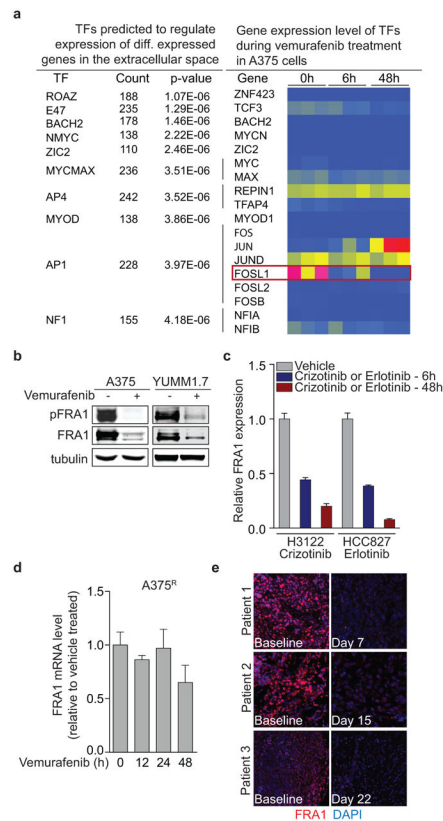 a
TFs predicted to regulate
expression of diff. expressed
genes in the extracellular space
TF Count p-value
ROAZ 188 1.07E-06
E47 235 1.29E-06
BACH2 178 1.46E-06
NMYC 138 2.22E-06
ZIC2 110 2.46E-06
MYCMAX 236 3.51E-06
AP4 242 3.52E-06
MYOD 138 3.86E-06
AP1 228 3.97E-06
NF1 155 4.18E-06
Gene expression level of TFs
during vemurafenib treatment
in A375 cells
Gene 0h 6h 48h
ZNF423
TCF3
BACH2
MYCN
ZIC2
MYC
MAX
REPIN1
TFAP4
MYOD1
FOS
JUN
JUND
FOSL1
FOSL2
FOSB
NFIA
NFIB
b
A375 YUMM1.7
Vemurafenib - + - +
pFRA1
FRA1
tubulin
c
Vehicle
Crizotinib or Erlotinib - 6h
Crizotinib or Erlotinib - 48h
Relative FRA1 expression
1.5
1.0
0.5
0.0
H3122 HCC827
Crizotinib Erlotinib
d
A375R
FRA1 mRNA level
(relative to vehicle treated)
1.5
1.0
0.5
0.0
Vemurafenib (h) 0 12 24 48
e
Patient 1
Baseline Day 7
Patient 2
Baseline Day 15
Patient 3
Baseline Day 22
FRA1 DAPI